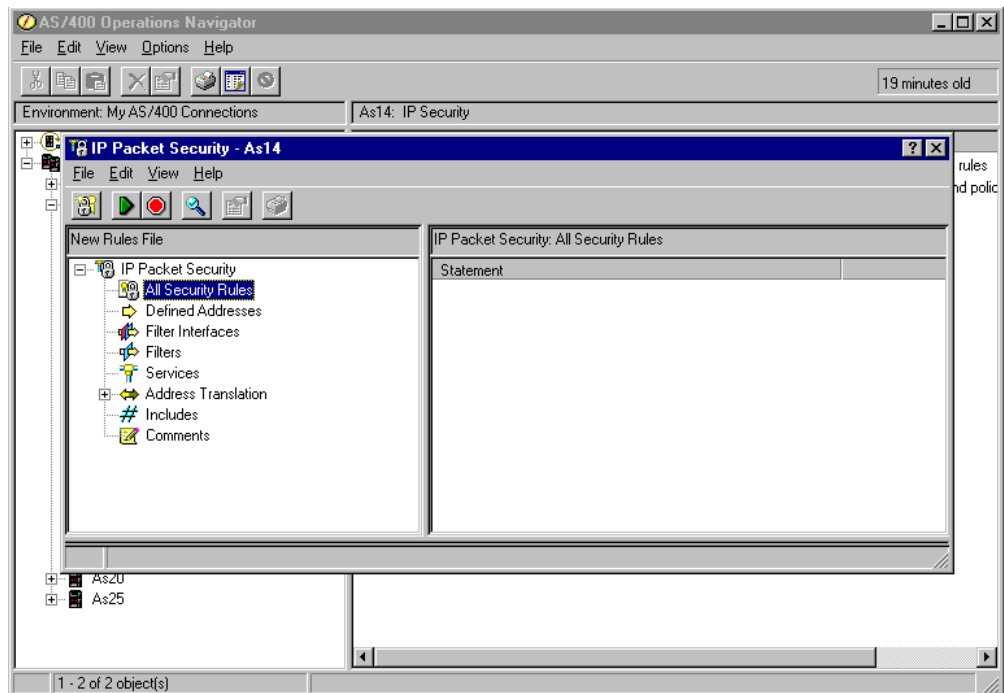 AS/400 Operations Navigator
File Edit View Options Help
19 minutes old
Environment: My AS/400 Connections
As14: IP Security
rules
nd polic
IP Packet Security - As14
File Edit View Help
New Rules File
IP Packet Security: All Security Rules
IP Packet Security
All Security Rules
Defined Addresses
Filter Interfaces
Filters
Services
Address Translation
Includes
Comments
Statement
As20
As25
1 - 2 of 2 object(s)